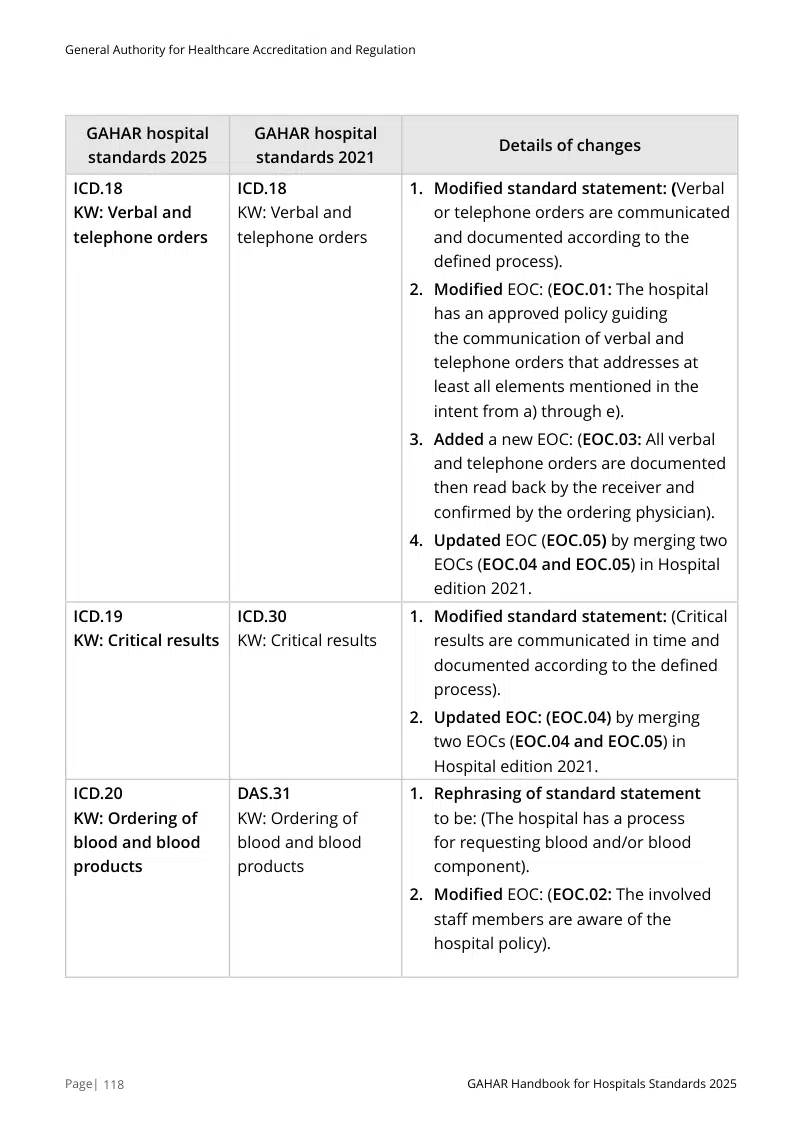 General Authority for Healthcare Accreditation and Regulation
GAHAR hospital
standards 2025
GAHAR hospital
standards 2021
Details of changes
ICD.18
KW: Verbal and
telephone orders
ICD.18
KW: Verbal and
telephone orders
1. Modified standard statement: (Verbal
or telephone orders are communicated
and documented according to the
defined process).
2. Modified EOC: (EOC.01: The hospital
has an approved policy guiding
the communication of verbal and
telephone orders that addresses at
least all elements mentioned in the
intent from a) through e).
3. Added a new EOC: (EOC.03: All verbal
and telephone orders are documented
then read back by the receiver and
confirmed by the ordering physician).
4. Updated EOC (EOC.05) by merging two
EOCs (EOC.04 and EOC.05) in Hospital
edition 2021.
ICD.19
KW: Critical results
ICD.30
KW: Critical results
1. Modified standard statement: (Critical
results are communicated in time and
documented according to the defined
process).
2. Updated EOC: (EOC.04) by merging
two EOCs (EOC.04 and EOC.05) in
Hospital edition 2021.
ICD.20
KW: Ordering of
blood and blood
products
DAS.31
KW: Ordering of
blood and blood
products
1. Rephrasing of standard statement
to be: (The hospital has a process
for requesting blood and/or blood
component).
2. Modified EOC: (EOC.02: The involved
staff members are aware of the
hospital policy).
Page| 118
GAHAR Handbook for Hospitals Standards 2025